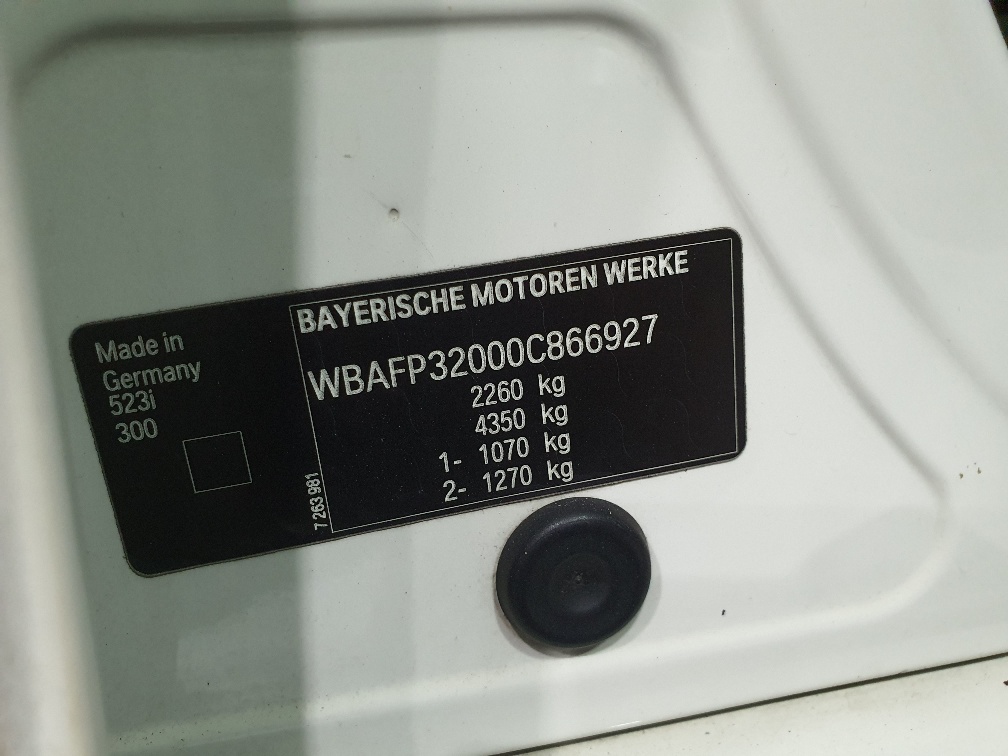 Made in
Germany
523i
300
7 263 981
BAYERISCHE MOTOREN WERKE
WBAFP32000C866927
2260 kg
4350 kg
1- 1070 kg
2- 1270 kg